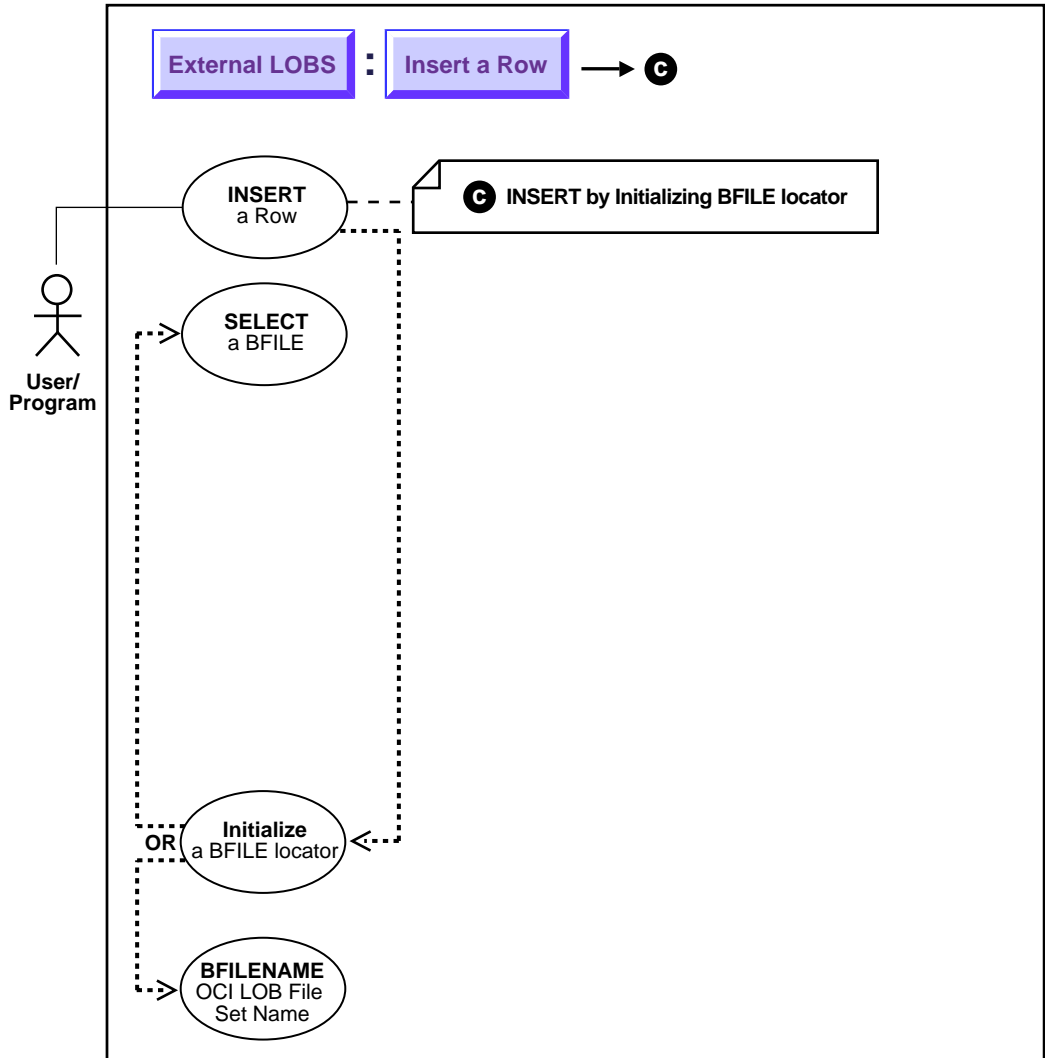 External LOBS : Insert a Row C
INSERT
a Row
C INSERT by Initializing BFILE locator
SELECT
a BFILE
User/
Program
OR
Initialize
a BFILE locator
BFILENAME
OCI LOB File
Set Name